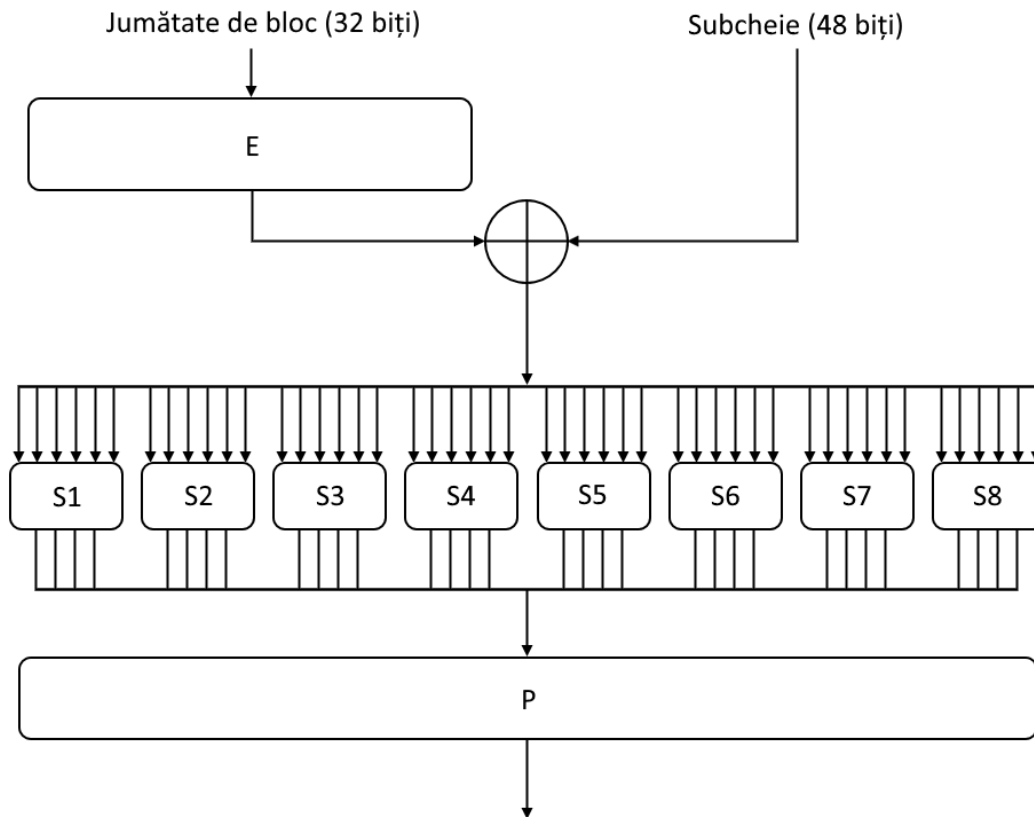 Jumătate de bloc (32 biți)
Subcheie (48 biți)
E
S1 S2 S3 S4 S5 S6 S7 S8
P